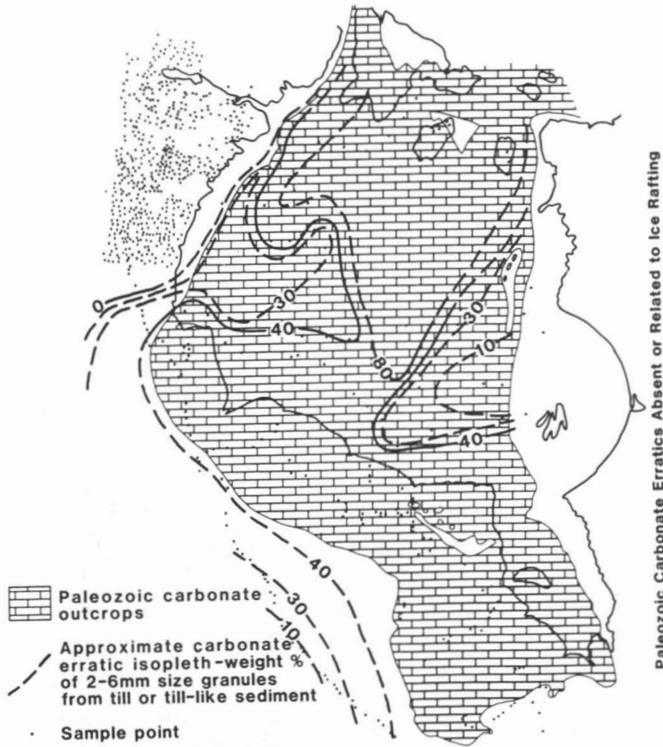 0
30
40
80
30
10
40
40
30
10
Paleozoic carbonate
outcrops
Approximate carbonate
erratic isopleth-weight %
of 2-6mm size granules
from till or till-like sediment
Sample point
Paleozoic Carbonate Erratics Absent or Related to Ice Rafting